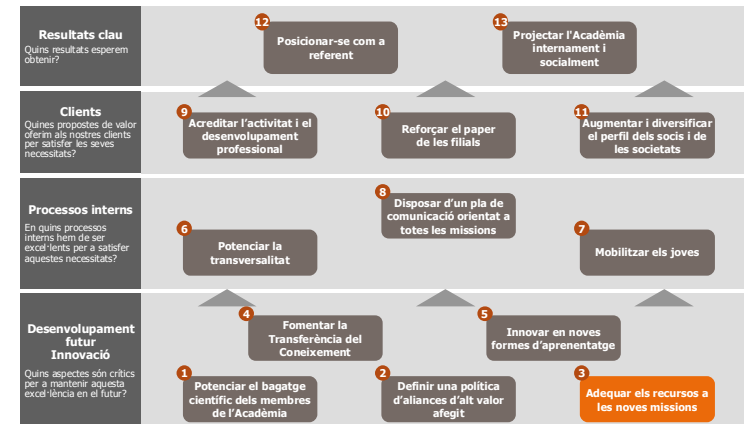 Resultats clau
Quins resultats esperem
obtenir?
12
Posicionar-se com a
referent
13
Projectar l'Acadèmia
internament i
socialment
Clients
Quines propostes de valor
oferim als nostres clients
per satisfer les seves
necessitats?
9
Acreditar l’activitat i el
desenvolupament
professional
10
Reforçar el paper
de les filials
11
Augmentar i diversificar
el perfil dels socis i de
les societats
Processos interns
En quins processos
interns hem de ser
excel·lents per a satisfer
aquestes necessitats?
6
Potenciar la
transversalitat
8
Disposar d’un pla de
comunicació orientat a
totes les missions
7
Mobilitzar els joves
Desenvolupament
futur
Innovació
Quins aspectes són crítics
per a mantenir aquesta
excel·lència en el futur?
4
Fomentar la
Transferència del
Coneixement
5
Innovar en noves
formes d’aprenentatge
1
Potenciar el bagatge
científic dels membres
de l’Acadèmia
2
Definir una política
d’aliances d’alt valor
afegit
3
Adequar els recursos a
les noves missions